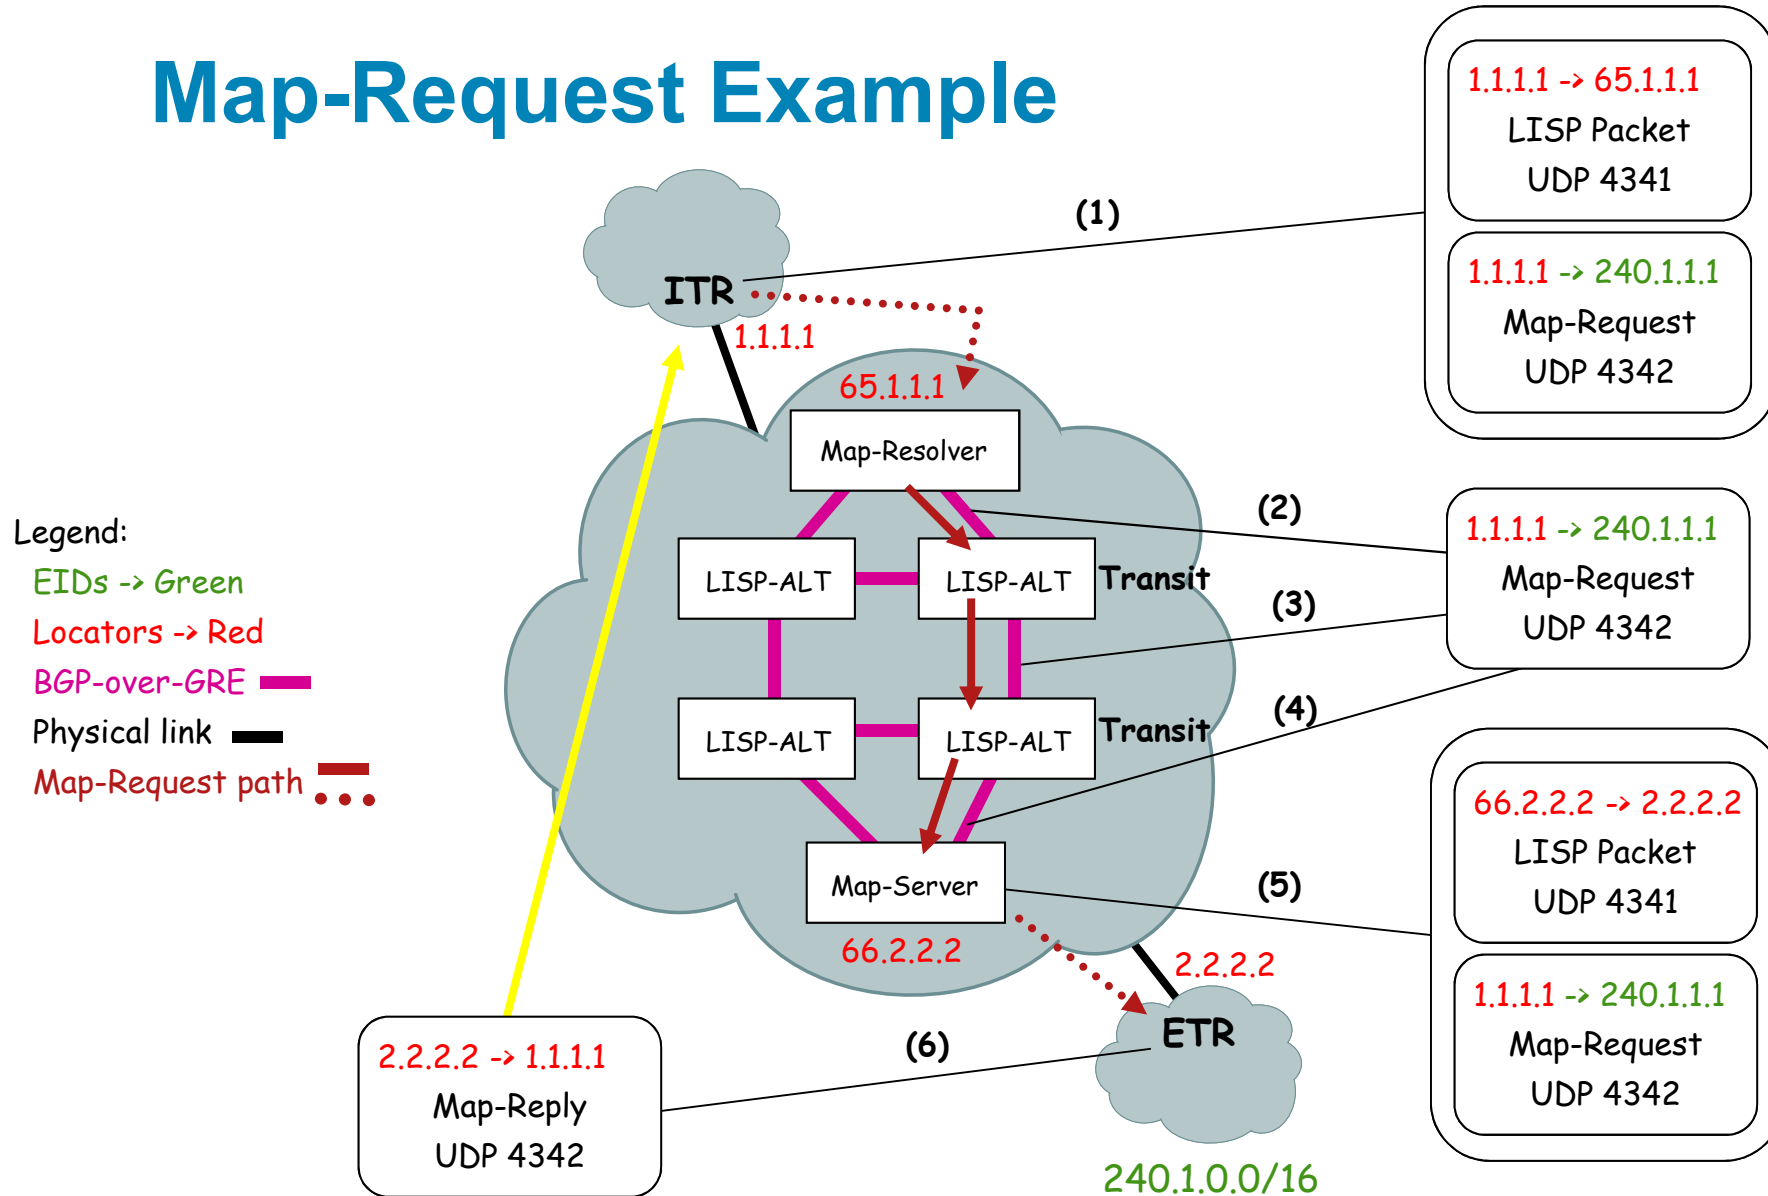 Map-Request Example
1.1.1.1 -> 65.1.1.1
LISP Packet
UDP 4341
1.1.1.1 -> 240.1.1.1
Map-Request
UDP 4342
(1)
ITR
1.1.1.1
65.1.1.1
Map-Resolver
(2)
1.1.1.1 -> 240.1.1.1
Map-Request
UDP 4342
Legend:
EIDs -> Green
Locators -> Red
BGP-over-GRE
Physical link
Map-Request path
LISP-ALT
LISP-ALT
Transit
(3)
LISP-ALT
LISP-ALT
Transit
(4)
Map-Server
66.2.2.2
(5)
66.2.2.2 -> 2.2.2.2
LISP Packet
UDP 4341
1.1.1.1 -> 240.1.1.1
Map-Request
UDP 4342
2.2.2.2
ETR
(6)
2.2.2.2 -> 1.1.1.1
Map-Reply
UDP 4342
240.1.0.0/16